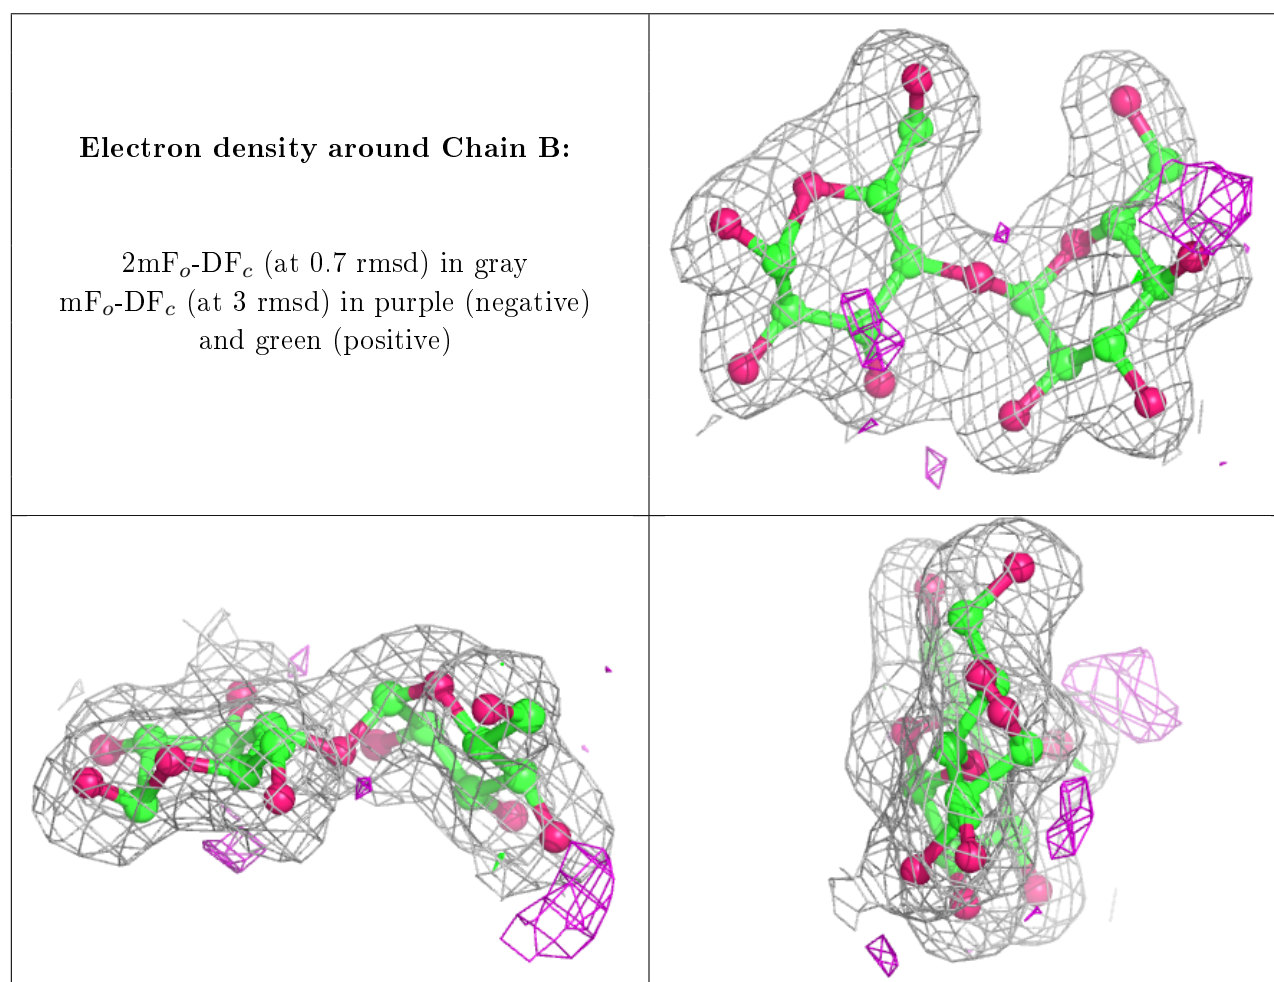 Electron density around Chain B:
2mFo-DFc (at 0.7 rmsd) in gray
mFo-DFc (at 3 rmsd) in purple (negative)
and green (positive)